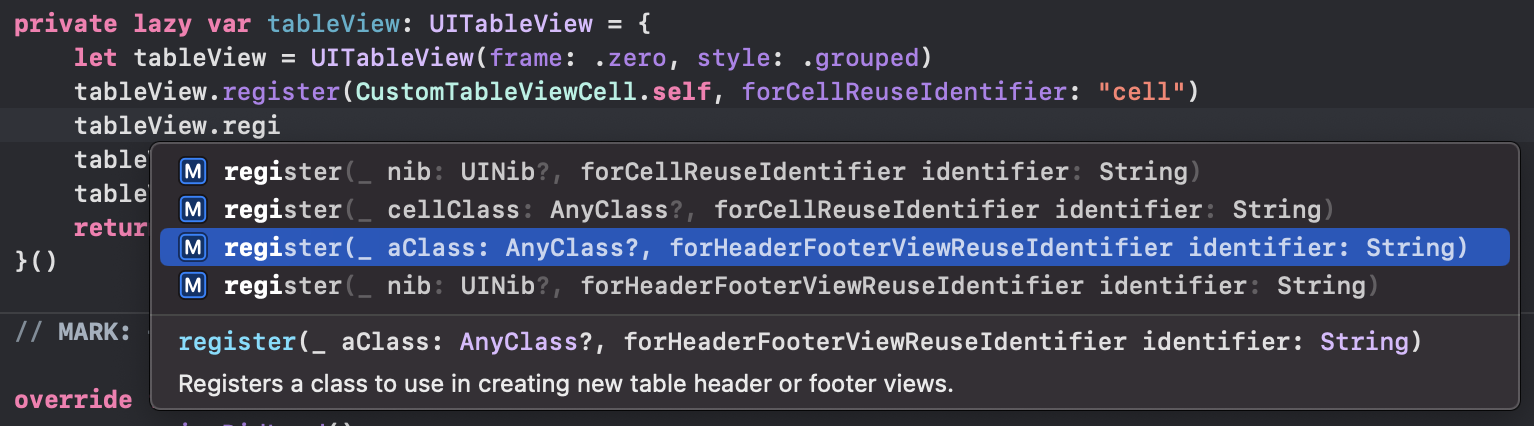 private lazy var tableView: UITableView = {
let tableView = UITableView(frame: .zero, style: .grouped)
tableView.register(CustomTableViewCell.self, forCellReuseIdentifier: "cell")
tableView.regi
M register(_ nib: UINib?, forCellReuseIdentifier identifier: String)
M register(_ cellClass: AnyClass?, forCellReuseIdentifier identifier: String)
M register(_ aClass: AnyClass?, forHeaderFooterViewReuseIdentifier identifier: String)
M register(_ nib: UINib?, forHeaderFooterViewReuseIdentifier identifier: String)
}()
// MARK:
register(_ aClass: AnyClass?, forHeaderFooterViewReuseIdentifier identifier: String)
Registers a class to use in creating new table header or footer views.
override